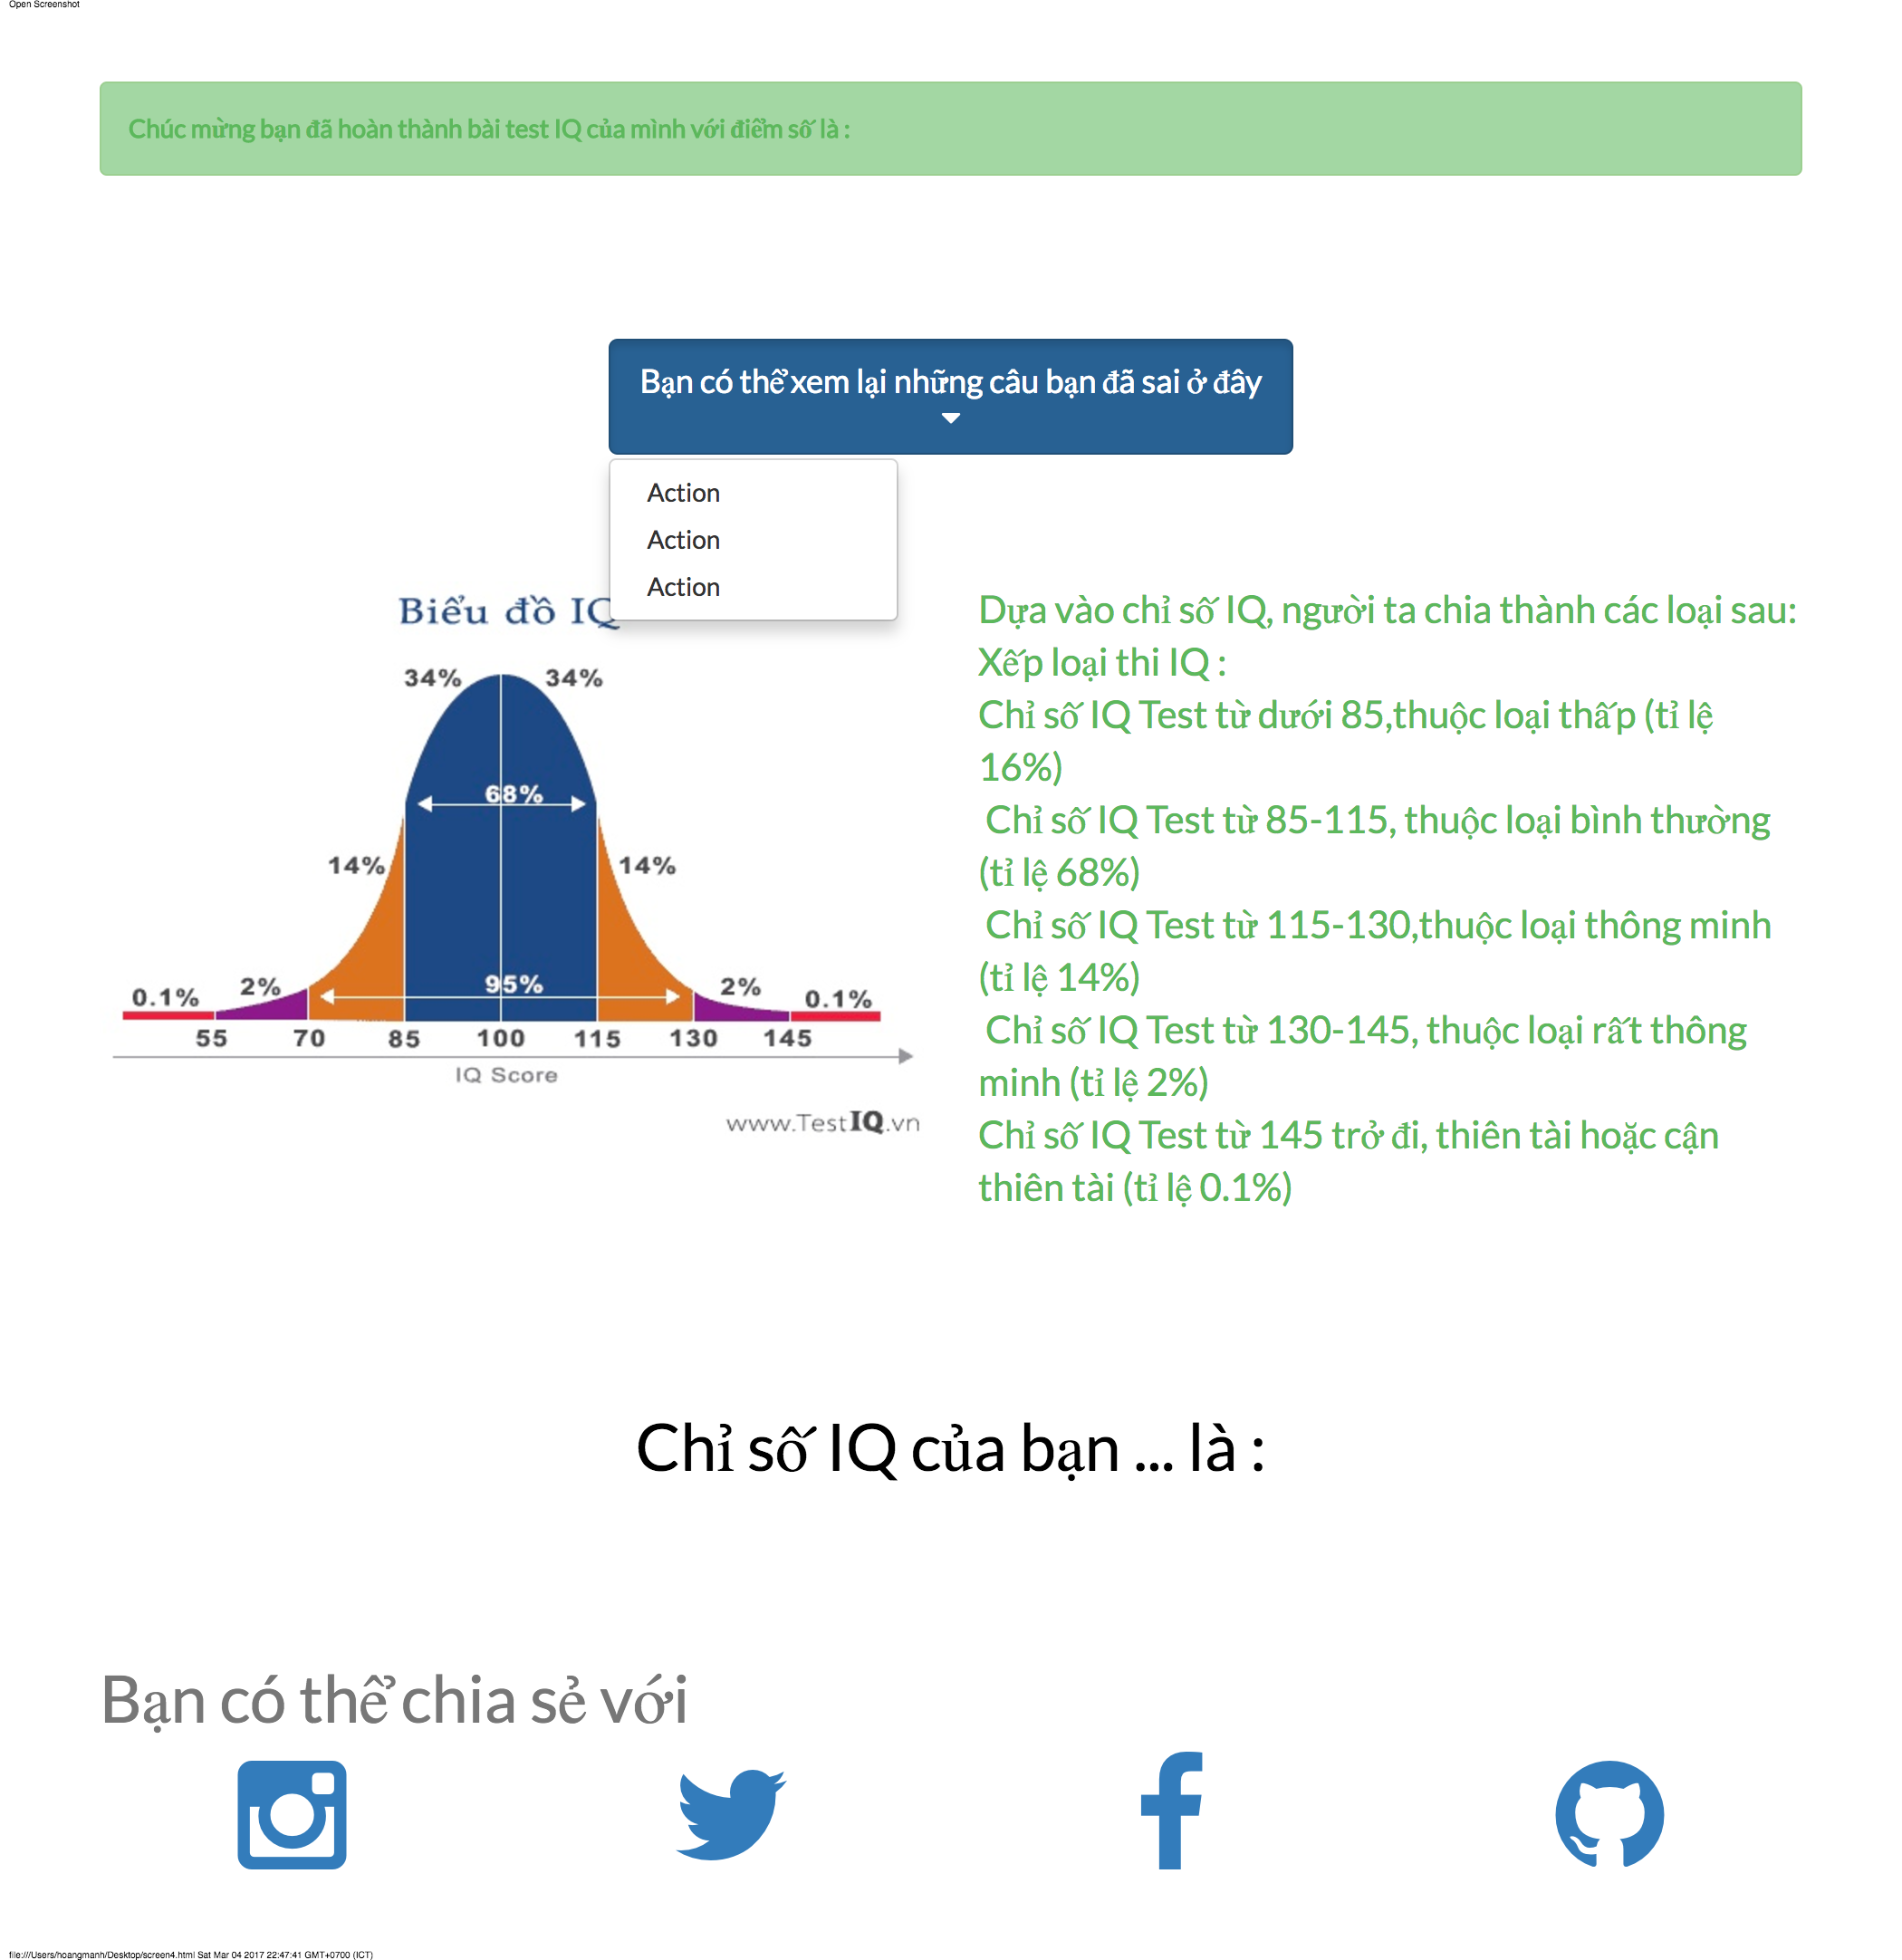 Open Screenshot
Chúc mừng bạn đã hoàn thành bài test IQ của mình với điểm số là :
Bạn có thể xem lại những câu bạn đã sai ở đây
Action
Action
Action
Biểu đồ IQ
34% 34%
68%
14% 14%
95%
0.1% 2% 2% 0.1%
55 70 85 100 115 130 145
IQ Score
www.TestIQ.vn
Dựa vào chỉ số IQ, người ta chia thành các loại sau:
Xếp loại thi IQ :
Chỉ số IQ Test từ dưới 85,thuộc loại thấp (tỉ lệ
16%)
Chỉ số IQ Test từ 85-115, thuộc loại bình thường
(tỉ lệ 68%)
Chỉ số IQ Test từ 115-130,thuộc loại thông minh
(tỉ lệ 14%)
Chỉ số IQ Test từ 130-145, thuộc loại rất thông
minh (tỉ lệ 2%)
Chỉ số IQ Test từ 145 trở đi, thiên tài hoặc cận
thiên tài (tỉ lệ 0.1%)
Chỉ số IQ của bạn ... là :
Bạn có thể chia sẻ với
file:///Users/hoangmanh/Desktop/screen4.html Sat Mar 04 2017 22:47:41 GMT+0700 (ICT)